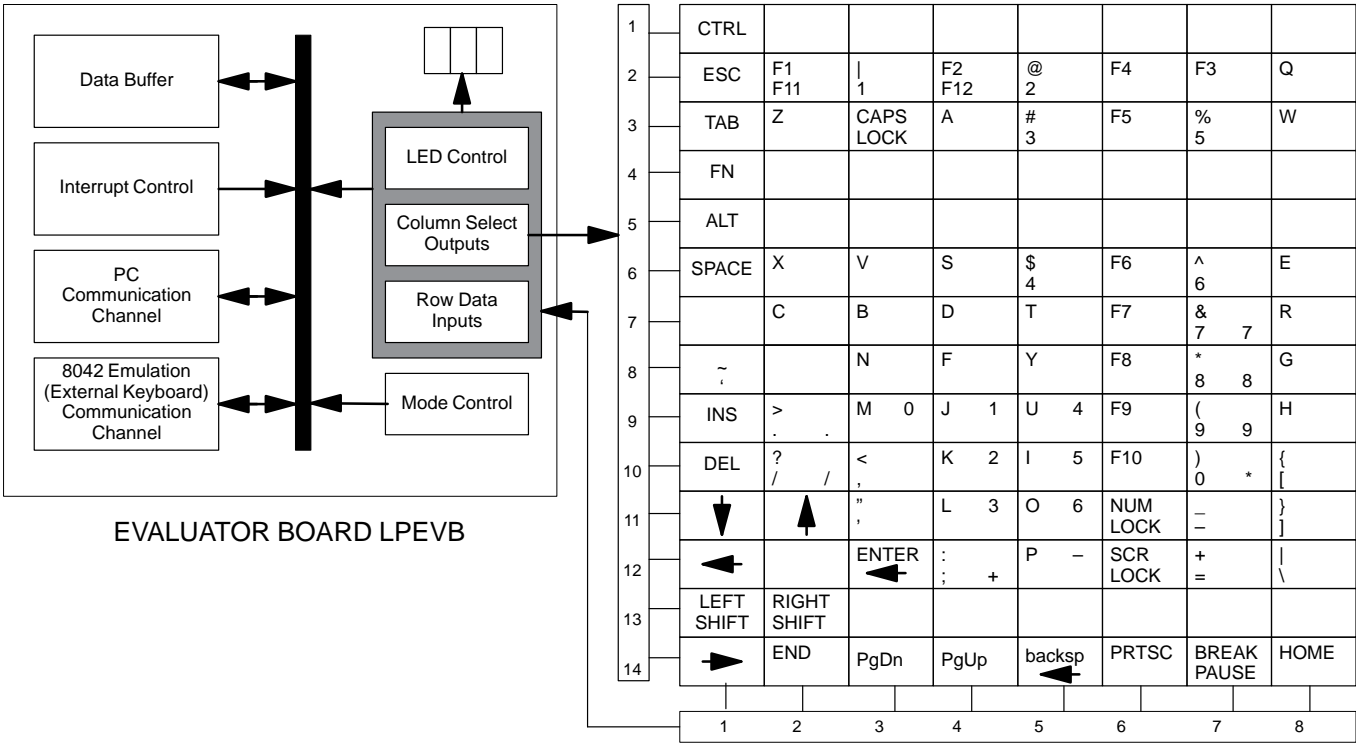 Data Buffer
Interrupt Control
PC
Communication
Channel
8042 Emulation
(External Keyboard)
Communication
Channel
LED Control
Column Select
Outputs
Row Data
Inputs
Mode Control
EVALUATOR BOARD LPEVB
1 CTRL
2 ESC F1 | F2 @ F4 F3 Q
F11 1 F12 2
3 TAB Z CAPS A # F5 % W
LOCK 3 5
4 FN
5 ALT
6 SPACE X V S $ F6 ^ E
4 6
7 C B D T F7 & R
7 7
8 ~ N F Y F8 * G
‘ 8 8
9 INS > M 0 J 1 U 4 F9 ( H
. . 9 9
10 DEL ? < K 2 I 5 F10 ) {
/ / , 0 * [
11 ” L 3 O 6 NUM _ }
’ LOCK – ]
12 ENTER : P – SCR + |
; + LOCK = \
13 LEFT RIGHT
SHIFT SHIFT
14 END PgDn PgUp backsp PRTSC BREAK HOME
PAUSE
1 2 3 4 5 6 7 8